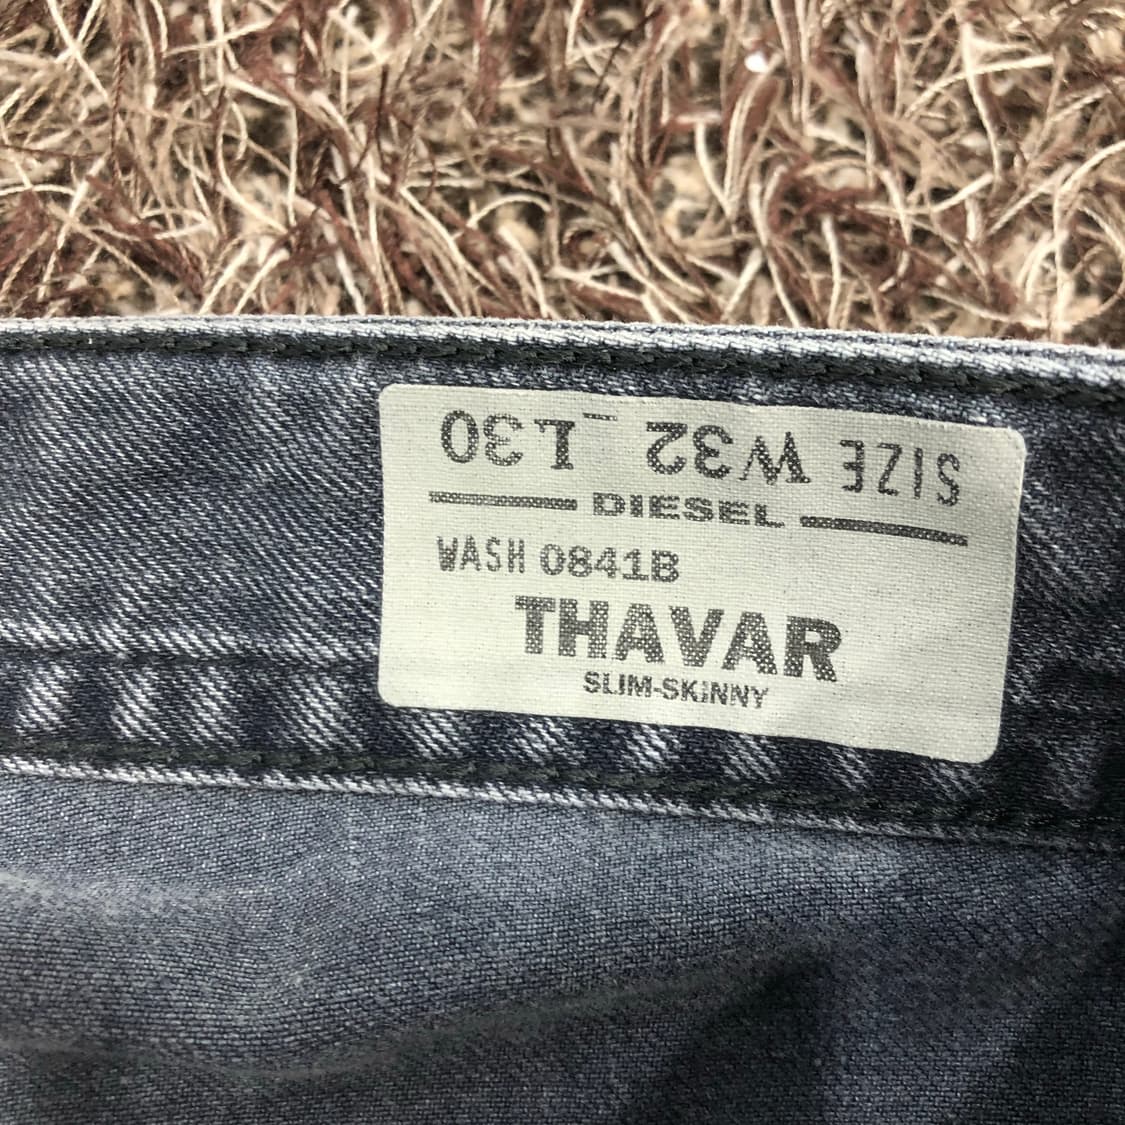 SIZE W32 L30
DIESEL
WASH 0841B
THAVAR
SLIM-SKINNY